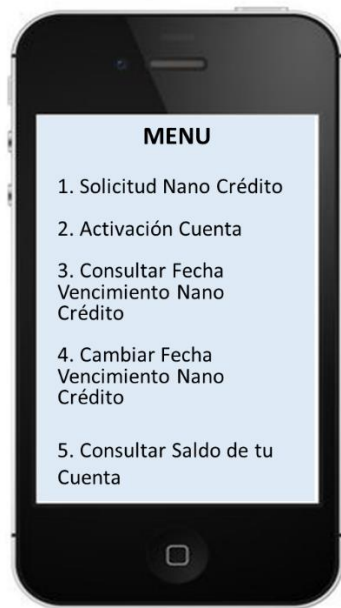 MENU
1. Solicitud Nano Crédito
2. Activación Cuenta
3. Consultar Fecha
Vencimiento Nano
Crédito
4. Cambiar Fecha
Vencimiento Nano
Crédito
5. Consultar Saldo de tu
Cuenta